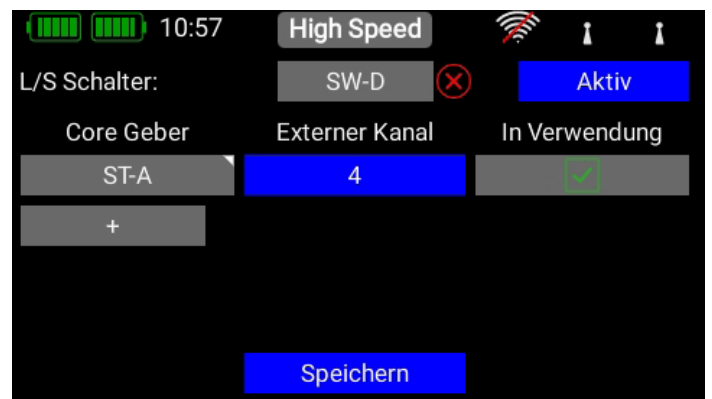 10:57 High Speed
L/S Schalter: SW-D Aktiv
Core Geber Externer Kanal In Verwendung
ST-A 4
+
Speichern